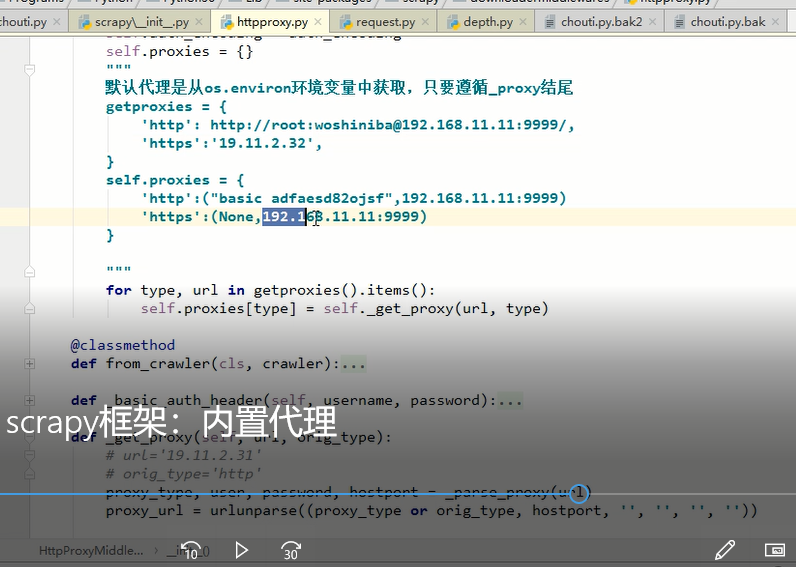 chouti.py
scrapy\__init__.py
httpproxy.py
request.py
depth.py
chouti.py.bak2
chouti.py.bak
self.proxies = {}
"""
默认代理是从os.environ环境变量中获取，只要遵循_proxy结尾
getproxies = {
'http': http://root:woshiniba@192.168.11.11:9999/,
'https':'19.11.2.32',
}
self.proxies = {
'http':("basic adfaesd82ojsf",192.168.11.11:9999)
'https':(None,192.168.11.11:9999)
}
"""
for type, url in getproxies().items():
self.proxies[type] = self._get_proxy(url, type)
@classmethod
def from_crawler(cls, crawler):...
def _basic_auth_header(self, username, password):...
scrapy框架：内置代理
def _get_proxy(self, url, orig_type):
# url='19.11.2.31'
# orig_type='http'
proxy_type, user, password, hostport = _parse_proxy(url)
proxy_url = urlunparse((proxy_type or orig_type, hostport, '', '', '', ''))
HttpProxyMiddle... › __init__()
10
30